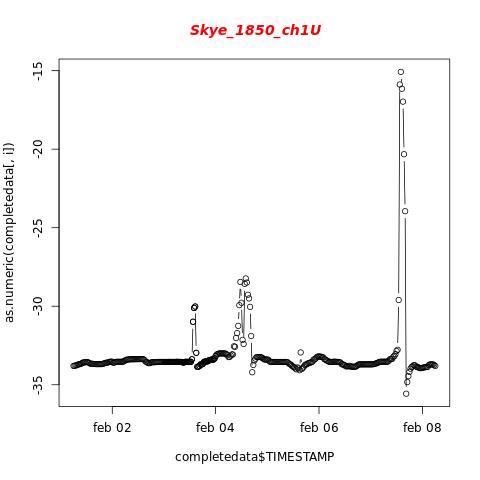 Skye_1850_ch1U
as.numeric(completedata[, i])
-15
-20
-25
-30
-35
feb 02
feb 04
feb 06
feb 08
completedata$TIMESTAMP